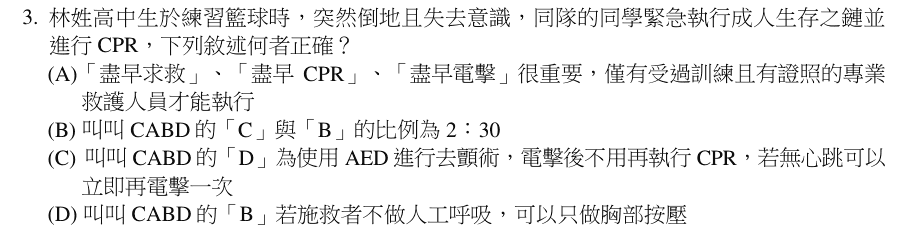 3. 林姓高中生於練習籃球時，突然倒地且失去意識，同隊的同學緊急執行成人生存之鏈並
進行 CPR，下列敘述何者正確？
(A)「盡早求救」、「盡早 CPR」、「盡早電擊」很重要，僅有受過訓練且有證照的專業
救護人員才能執行
(B) 叫叫 CABD 的「C」與「B」的比例為 2：30
(C) 叫叫 CABD 的「D」為使用 AED 進行去顫術，電擊後不用再執行 CPR，若無心跳可以
立即再電擊一次
(D) 叫叫 CABD 的「B」若施救者不做人工呼吸，可以只做胸部按壓